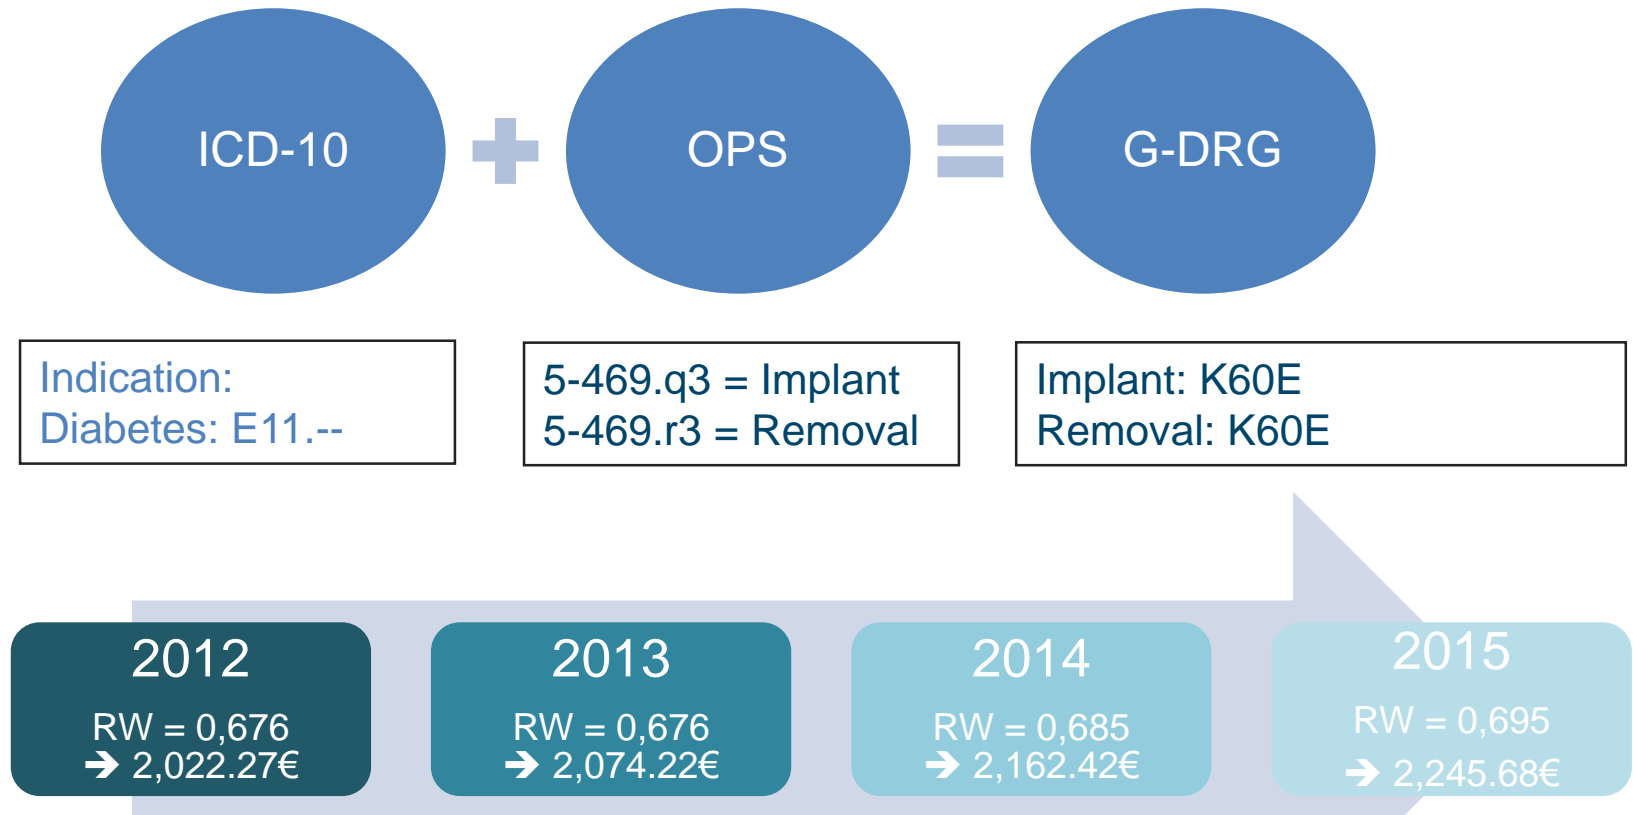 ICD-10
OPS
G-DRG
Indication:
Diabetes: E11.--
5-469.q3 = Implant
5-469.r3 = Removal
Implant: K60E
Removal: K60E
2012
RW = 0,676
➔ 2,022.27€
2013
RW = 0,676
➔ 2,074.22€
2014
RW = 0,685
➔ 2,162.42€
2015
RW = 0,695
➔ 2,245.68€